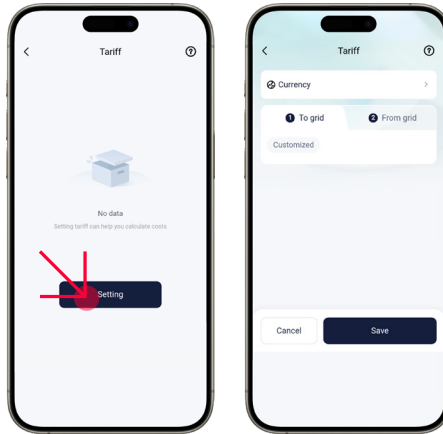 Tariff
No data
Setting tariff can help you calculate costs
Setting
Tariff
Currency
1 To grid
2 From grid
Customized
Cancel
Save